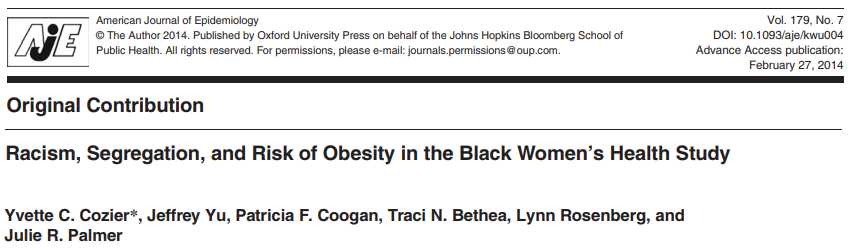 AJE
American Journal of Epidemiology
© The Author 2014. Published by Oxford University Press on behalf of the Johns Hopkins Bloomberg School of
Public Health. All rights reserved. For permissions, please e-mail: journals.permissions@oup.com.
Vol. 179, No. 7
DOI: 10.1093/aje/kwu004
Advance Access publication:
February 27, 2014
Original Contribution
Racism, Segregation, and Risk of Obesity in the Black Women’s Health Study
Yvette C. Cozier*, Jeffrey Yu, Patricia F. Coogan, Traci N. Bethea, Lynn Rosenberg, and
Julie R. Palmer